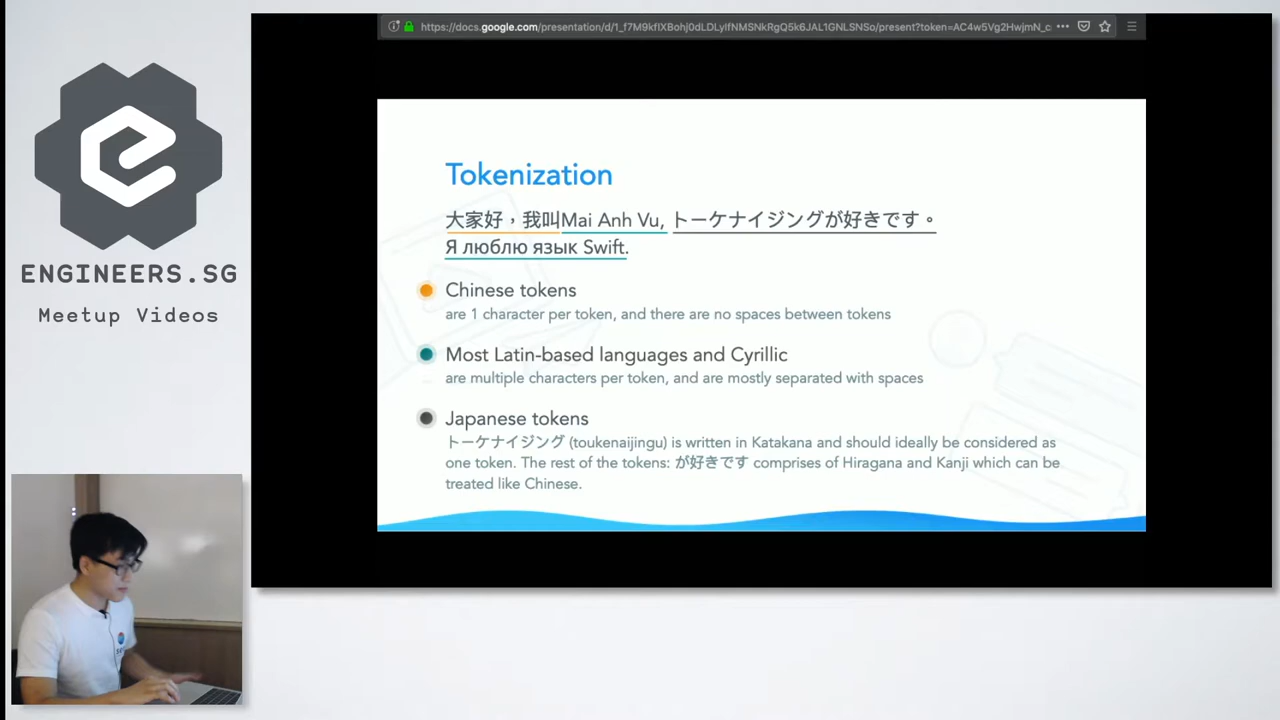 https://docs.google.com/presentation/d/1_f7M9kfIXBohj0dLDLyIfNMSNkRgQ5k6JAL1GNLSNSo/present?token=AC4w5Vg2HwjmN_c
ENGINEERS.SG
Meetup Videos
Tokenization
大家好，我叫Mai Anh Vu, トーケナイジングが好きです。
Я люблю язык Swift.
Chinese tokens
are 1 character per token, and there are no spaces between tokens
Most Latin-based languages and Cyrillic
are multiple characters per token, and are mostly separated with spaces
Japanese tokens
トーケナイジング (toukenaijingu) is written in Katakana and should ideally be considered as
one token. The rest of the tokens: が好きです comprises of Hiragana and Kanji which can be
treated like Chinese.